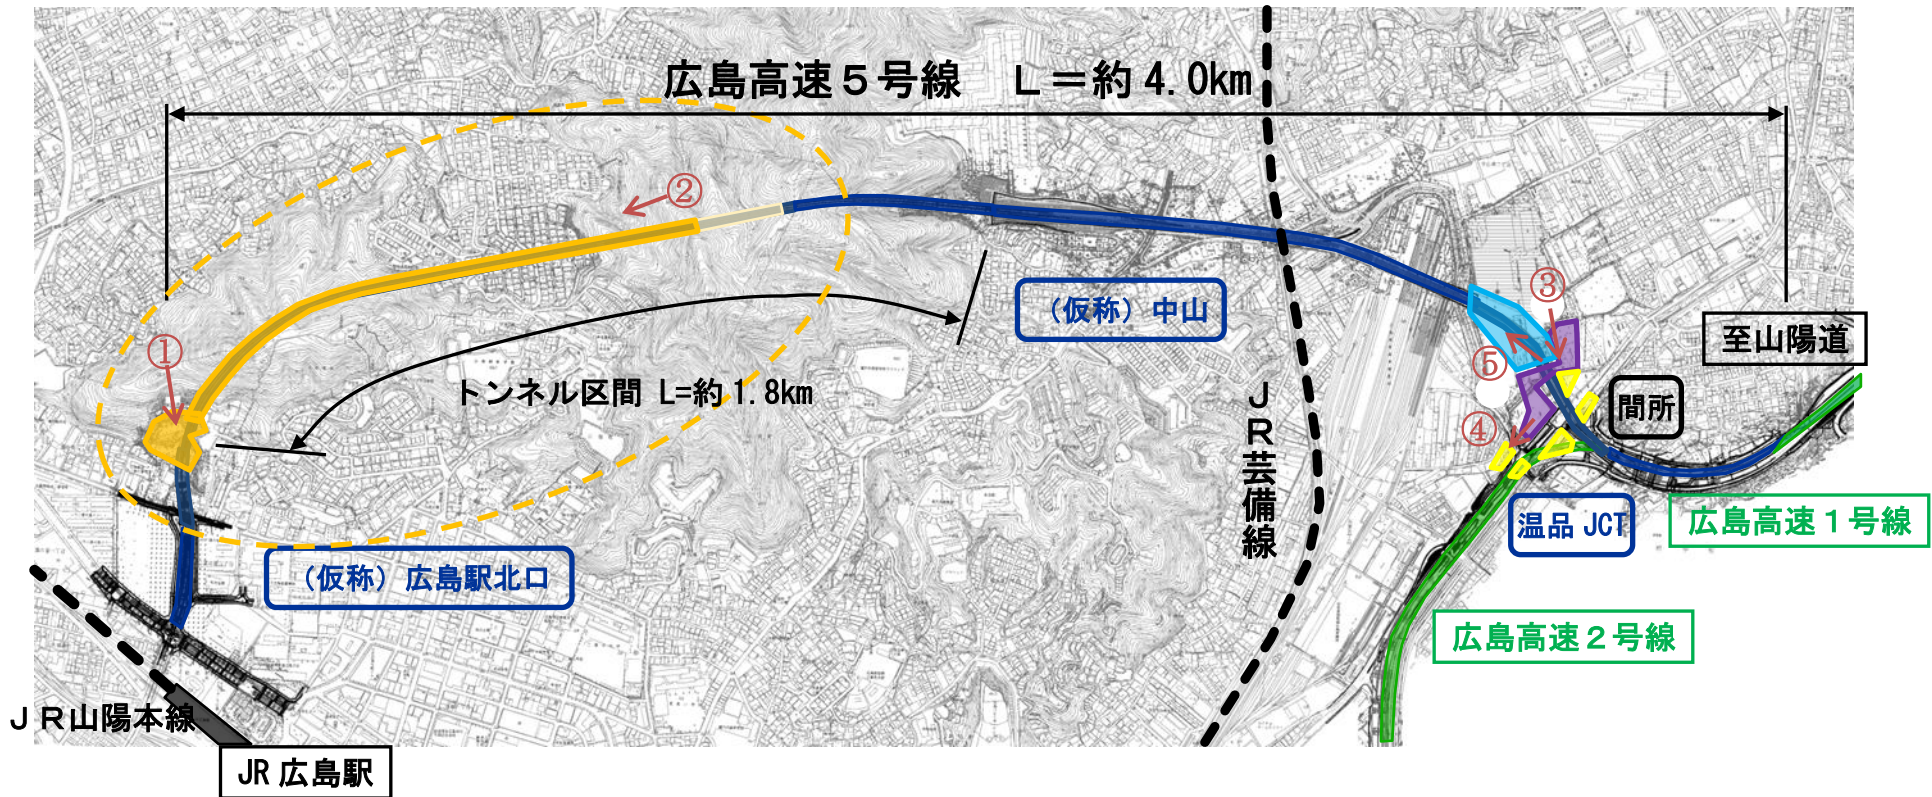 広島高速５号線　Ｌ＝約4.0km
②
（仮称）中山
③
至山陽道
①
⑤
トンネル区間 L=約1.8km
間所
④
ＪＲ芸備線
温品 JCT
広島高速１号線
（仮称）広島駅北口
広島高速２号線
ＪＲ山陽本線
JR 広島駅